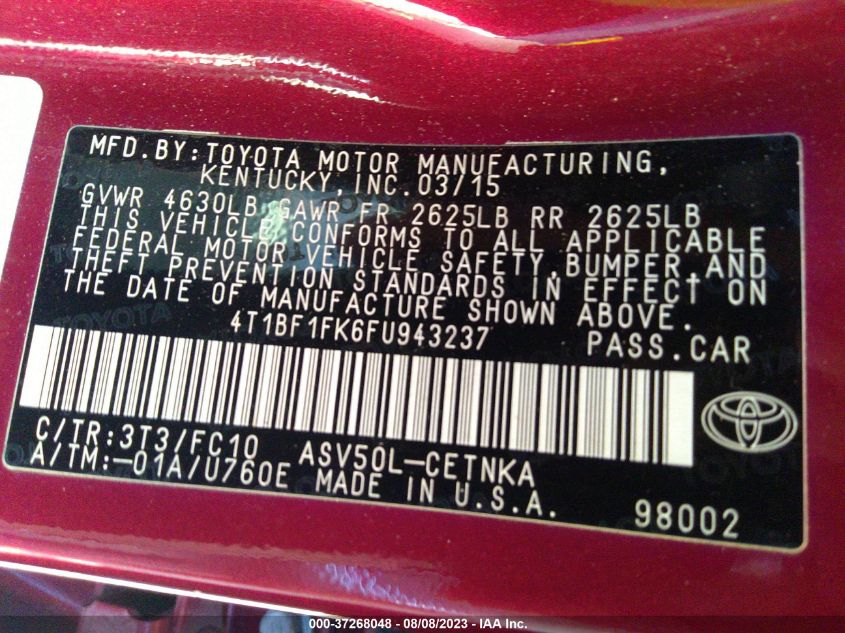 MFD.BY:TOYOTA MOTOR MANUFACTURING,
KENTUCKY,INC.03/15
GVWR 4630LB GAWR FR 2625LB RR 2625LB
THIS VEHICLE CONFORMS TO ALL APPLICABLE
FEDERAL MOTOR VEHICLE SAFETY,BUMPER,AND
THEFT PREVENTION STANDARDS IN EFFECT ON
THE DATE OF MANUFACTURE SHOWN ABOVE.
4T1BF1FK6FU943237 PASS.CAR
C/TR:3T3/FC10 ASV50L-CETNKA
A/TM:-01A/U760E MADE IN U.S.A.
98002
000-37268048 - 08/08/2023 - IAA Inc.